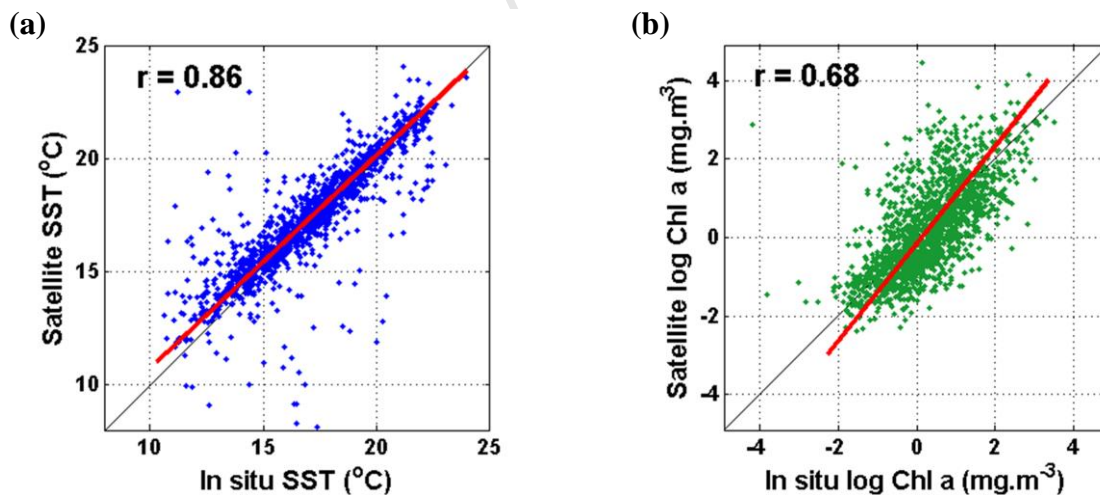 (a)
25
r = 0.86
20
15
10
Satellite SST (°C)
10 15 20 25
In situ SST (°C)
(b)
r = 0.68
4
2
0
-2
-4
Satellite log Chl a (mg.m⁻³)
-4 -2 0 2 4
In situ log Chl a (mg.m⁻³)